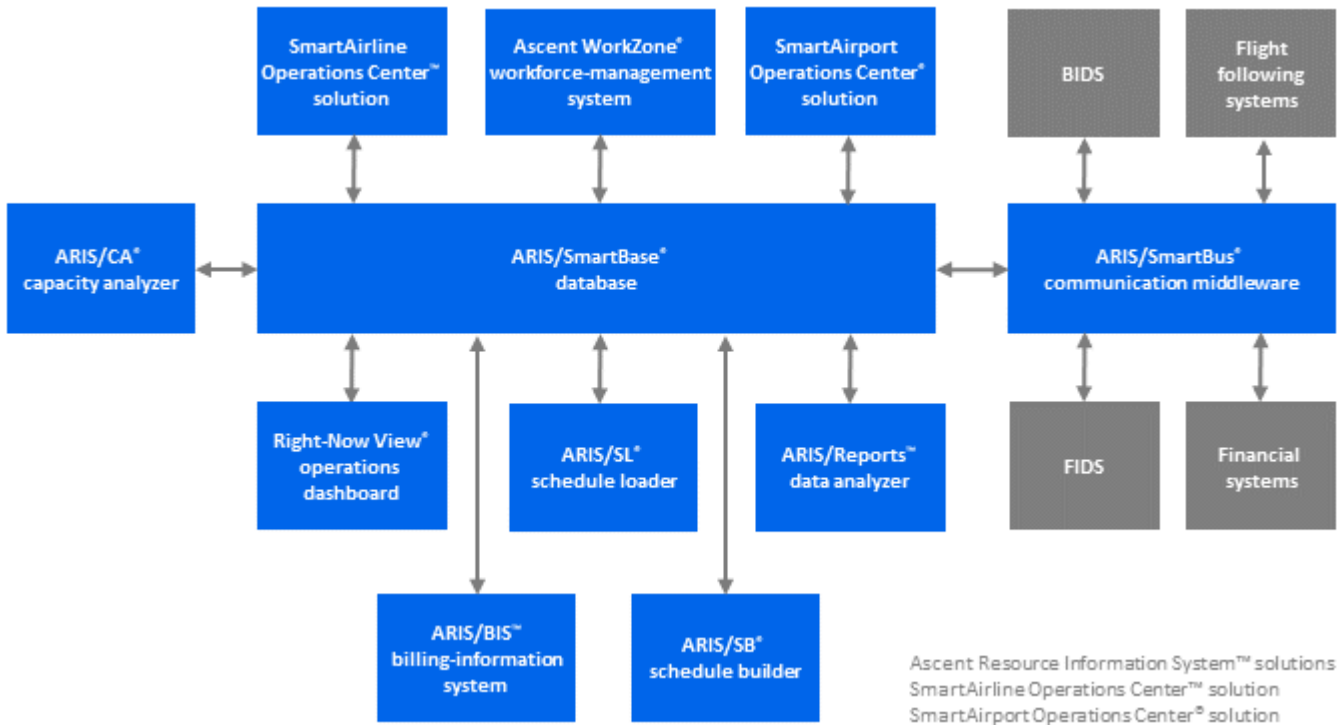 SmartAirline
Operations Center™
solution
Ascent WorkZone®
workforce-management
system
SmartAirport
Operations Center®
solution
BIDS
Flight
following
systems
ARIS/CA®
capacity analyzer
ARIS/SmartBase®
database
ARIS/SmartBus®
communication middleware
Right-Now View®
operations
dashboard
ARIS/SL®
schedule loader
ARIS/Reports™
data analyzer
FIDS
Financial
systems
ARIS/BIS™
billing-information
system
ARIS/SB®
schedule builder
Ascent Resource Information System™ solutions
SmartAirline Operations Center™ solution
SmartAirport Operations Center® solution